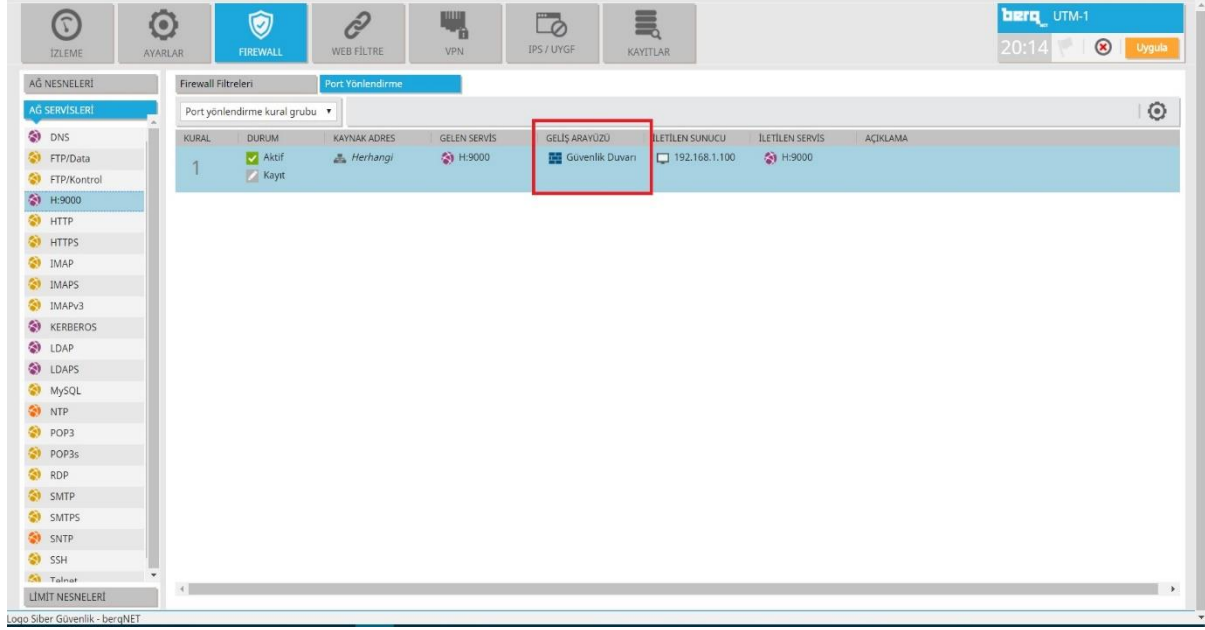 İZLEME
AYARLAR
FIREWALL
WEB FİLTRE
VPN
IPS / UYGF
KAYITLAR
berq
NET
UTM-1
20:14
Uygula
AĞ NESNELERİ
AĞ SERVİSLERİ
DNS
FTP/Data
FTP/Kontrol
H:9000
HTTP
HTTPS
IMAP
IMAPS
IMAPv3
KERBEROS
LDAP
LDAPS
MySQL
NTP
POP3
POP3s
RDP
SMTP
SMTPS
SNTP
SSH
Telnet
LİMİT NESNELERİ
Firewall Filtreleri
Port Yönlendirme
Port yönlendirme kural grubu
KURAL DURUM KAYNAK ADRES GELEN SERVİS GELİŞ ARAYÜZÜ İLETİLEN SUNUCU İLETİLEN SERVİS AÇIKLAMA
1 Aktif Herhangi H:9000 Güvenlik Duvarı 192.168.1.100 H:9000
Kayıt
Logo Siber Güvenlik - berqNET